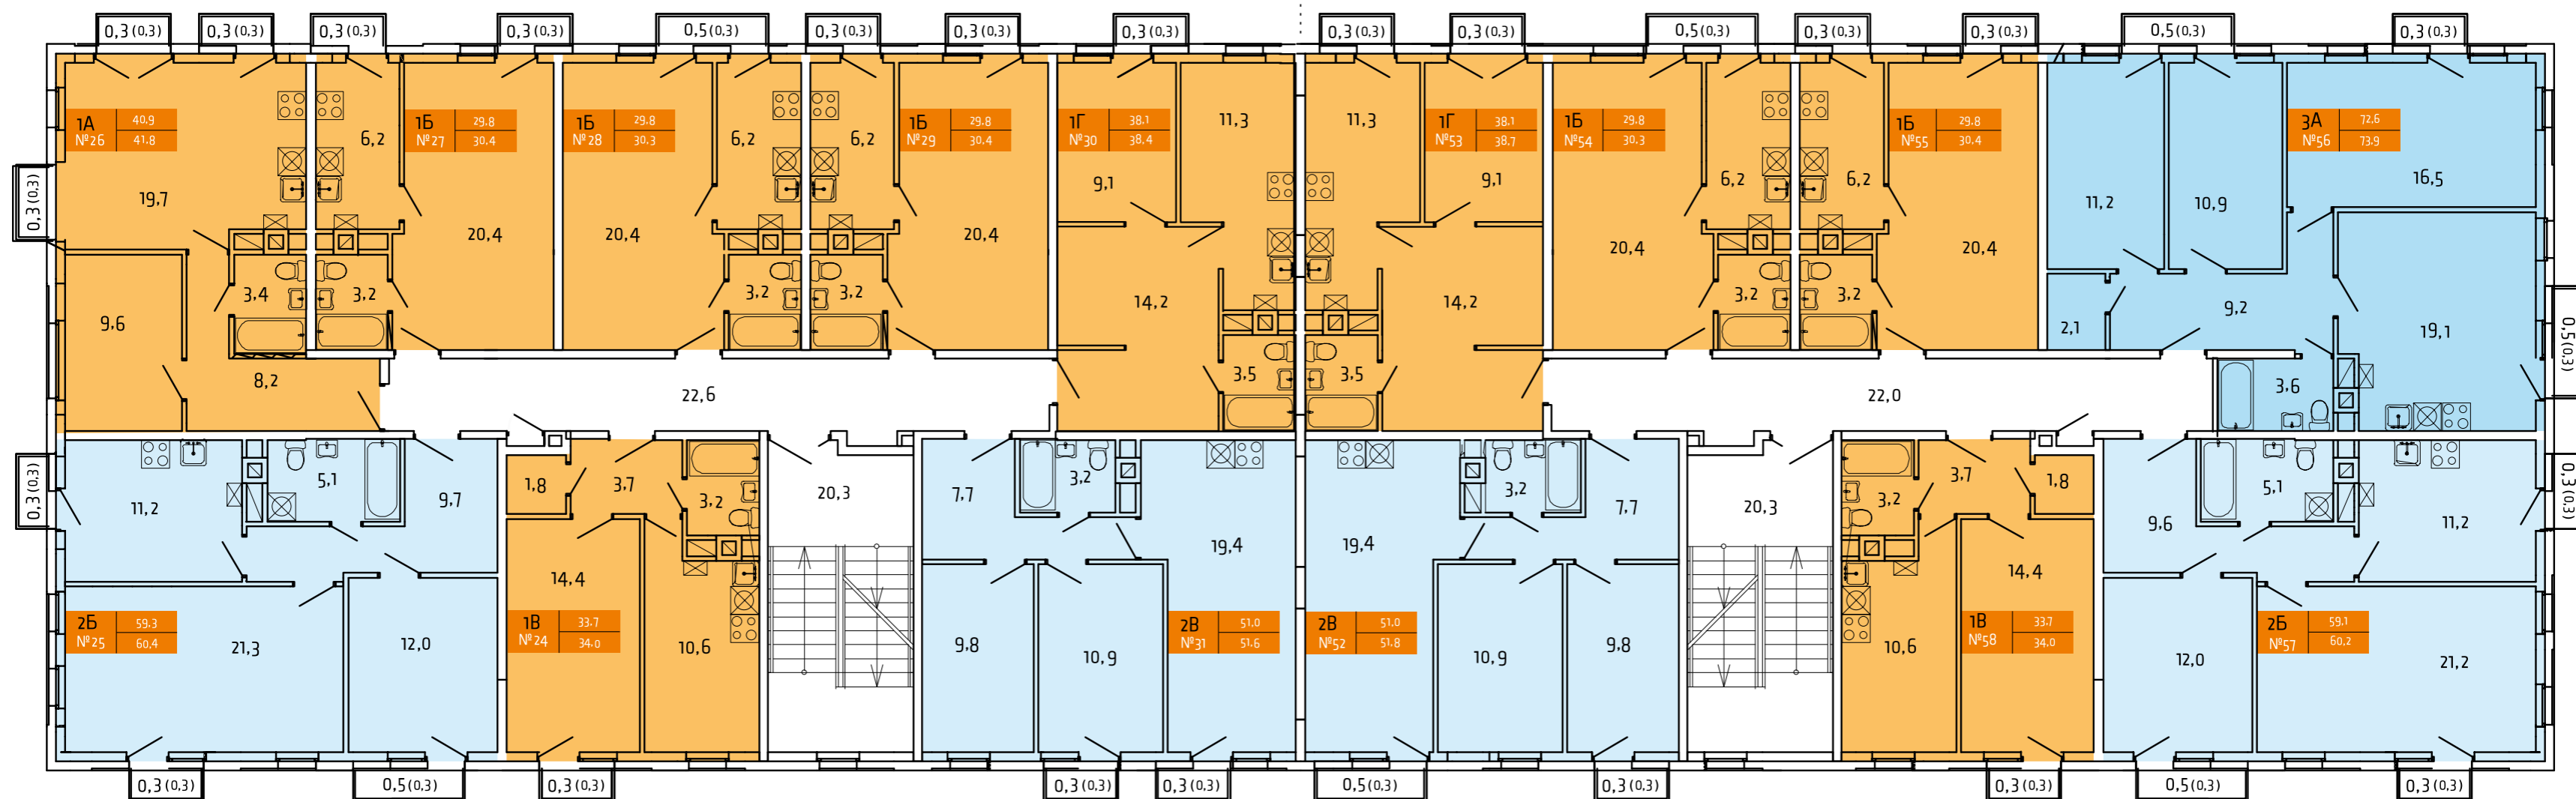 0,3 (0,3) 0,3 (0,3) 0,3 (0,3) 0,3 (0,3) 0,5 (0,3) 0,3 (0,3) 0,3 (0,3) 0,3 (0,3) 0,3 (0,3) 0,3 (0,3) 0,5 (0,3) 0,3 (0,3) 0,3 (0,3) 0,5 (0,3) 0,3 (0,3)
1А 40.9
№26 41.8
1Б 29.8
№27 30.4
1Б 29.8
№28 30.3
1Б 29.8
№29 30.4
1Г 38.1
№30 38.4
1Г 38.1
№53 38.7
1Б 29.8
№54 30.3
1Б 29.8
№55 30.4
3А 72.6
№56 73.9
6,2 6,2 6,2 11,3 11,3 6,2 6,2
0,3 (0,3) 19,7 9,1 9,1 11,2 10,9 16,5
20,4 20,4 20,4 20,4 20,4
3,4 3,2 3,2 3,2 14,2 14,2 3,2 3,2
9,6 2,1 9,2 19,1 0,5 (0,3)
8,2 22,6 3,5 3,5 22,0 3,6
0,3 (0,3) 11,2 5,1 9,7 1,8 3,7 3,2 20,3 7,7 3,2 3,2 7,7 20,3 3,2 3,7 1,8 9,6 5,1 11,2 0,3 (0,3)
14,4 19,4 19,4 14,4
2Б 59.3
№25 60.4
1В 33.7
№24 34.0
2В 51.0
№31 51.6
2В 51.0
№52 51.8
1В 33.7
№58 34.0
2Б 59.1
№57 60.2
21,3 12,0 10,6 9,8 10,9 10,9 9,8 10,6 12,0 21,2
0,3 (0,3) 0,5 (0,3) 0,3 (0,3) 0,3 (0,3) 0,3 (0,3) 0,5 (0,3) 0,3 (0,3) 0,3 (0,3) 0,5 (0,3) 0,3 (0,3)